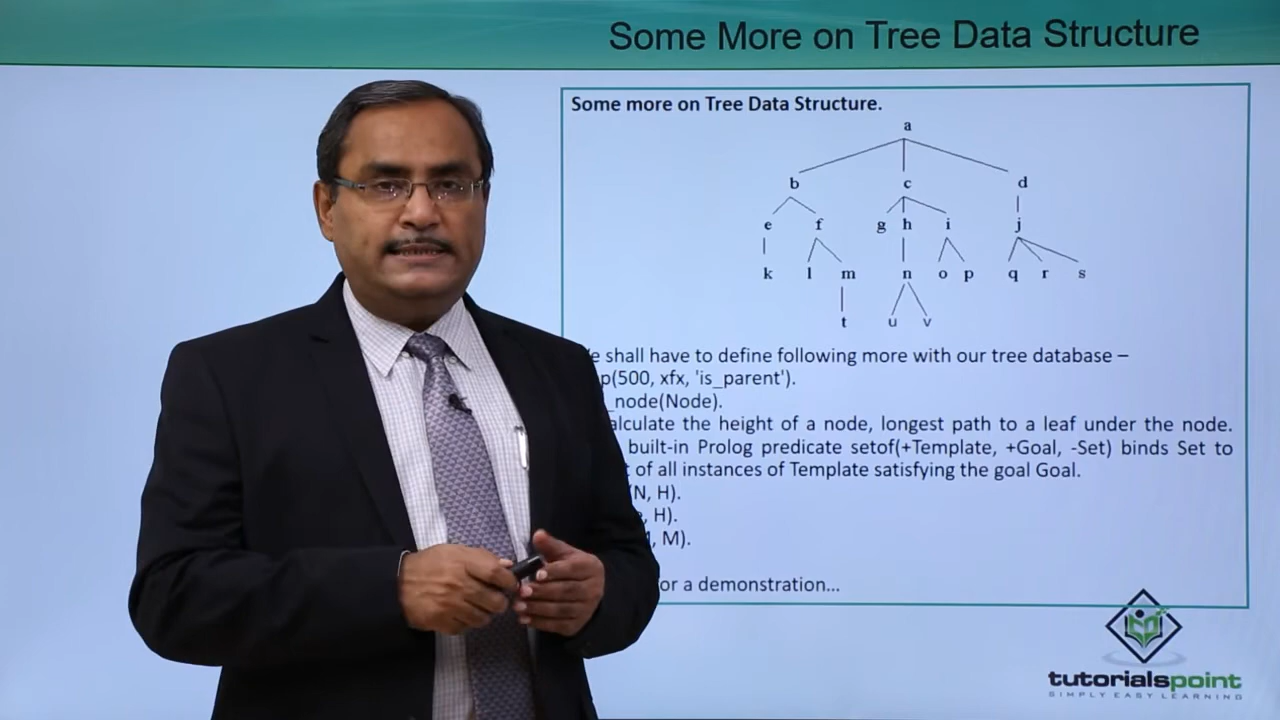 Some More on Tree Data Structure
Some more on Tree Data Structure.
a
b c d
e f g h i j
k l m n o p q r s
t u v
e shall have to define following more with our tree database –
p(500, xfx, 'is_parent').
_node(Node).
alculate the height of a node, longest path to a leaf under the node.
built-in Prolog predicate setof(+Template, +Goal, -Set) binds Set to
t of all instances of Template satisfying the goal Goal.
(N, H).
, H).
, M).
or a demonstration...
tutorialspoint
SIMPLY EASY LEARNING